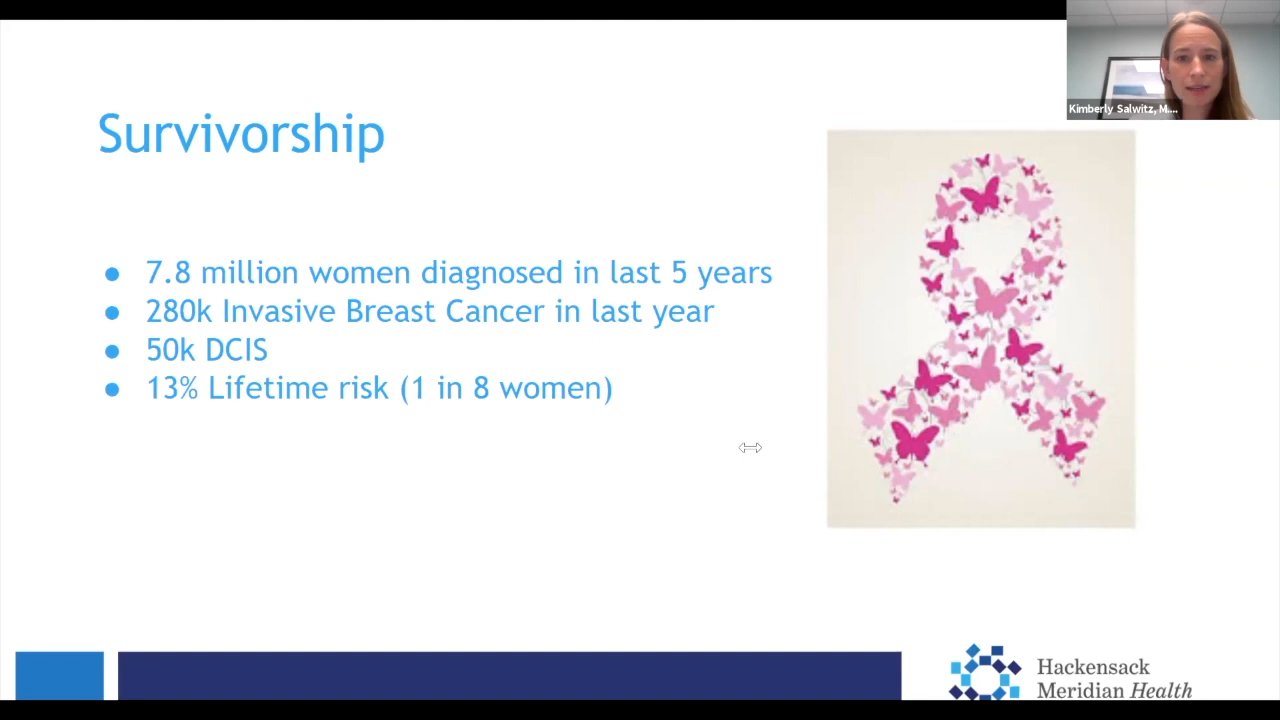 Kimberly Salwitz, M....
Survivorship
● 7.8 million women diagnosed in last 5 years
● 280k Invasive Breast Cancer in last year
● 50k DCIS
● 13% Lifetime risk (1 in 8 women)
Hackensack
Meridian Health